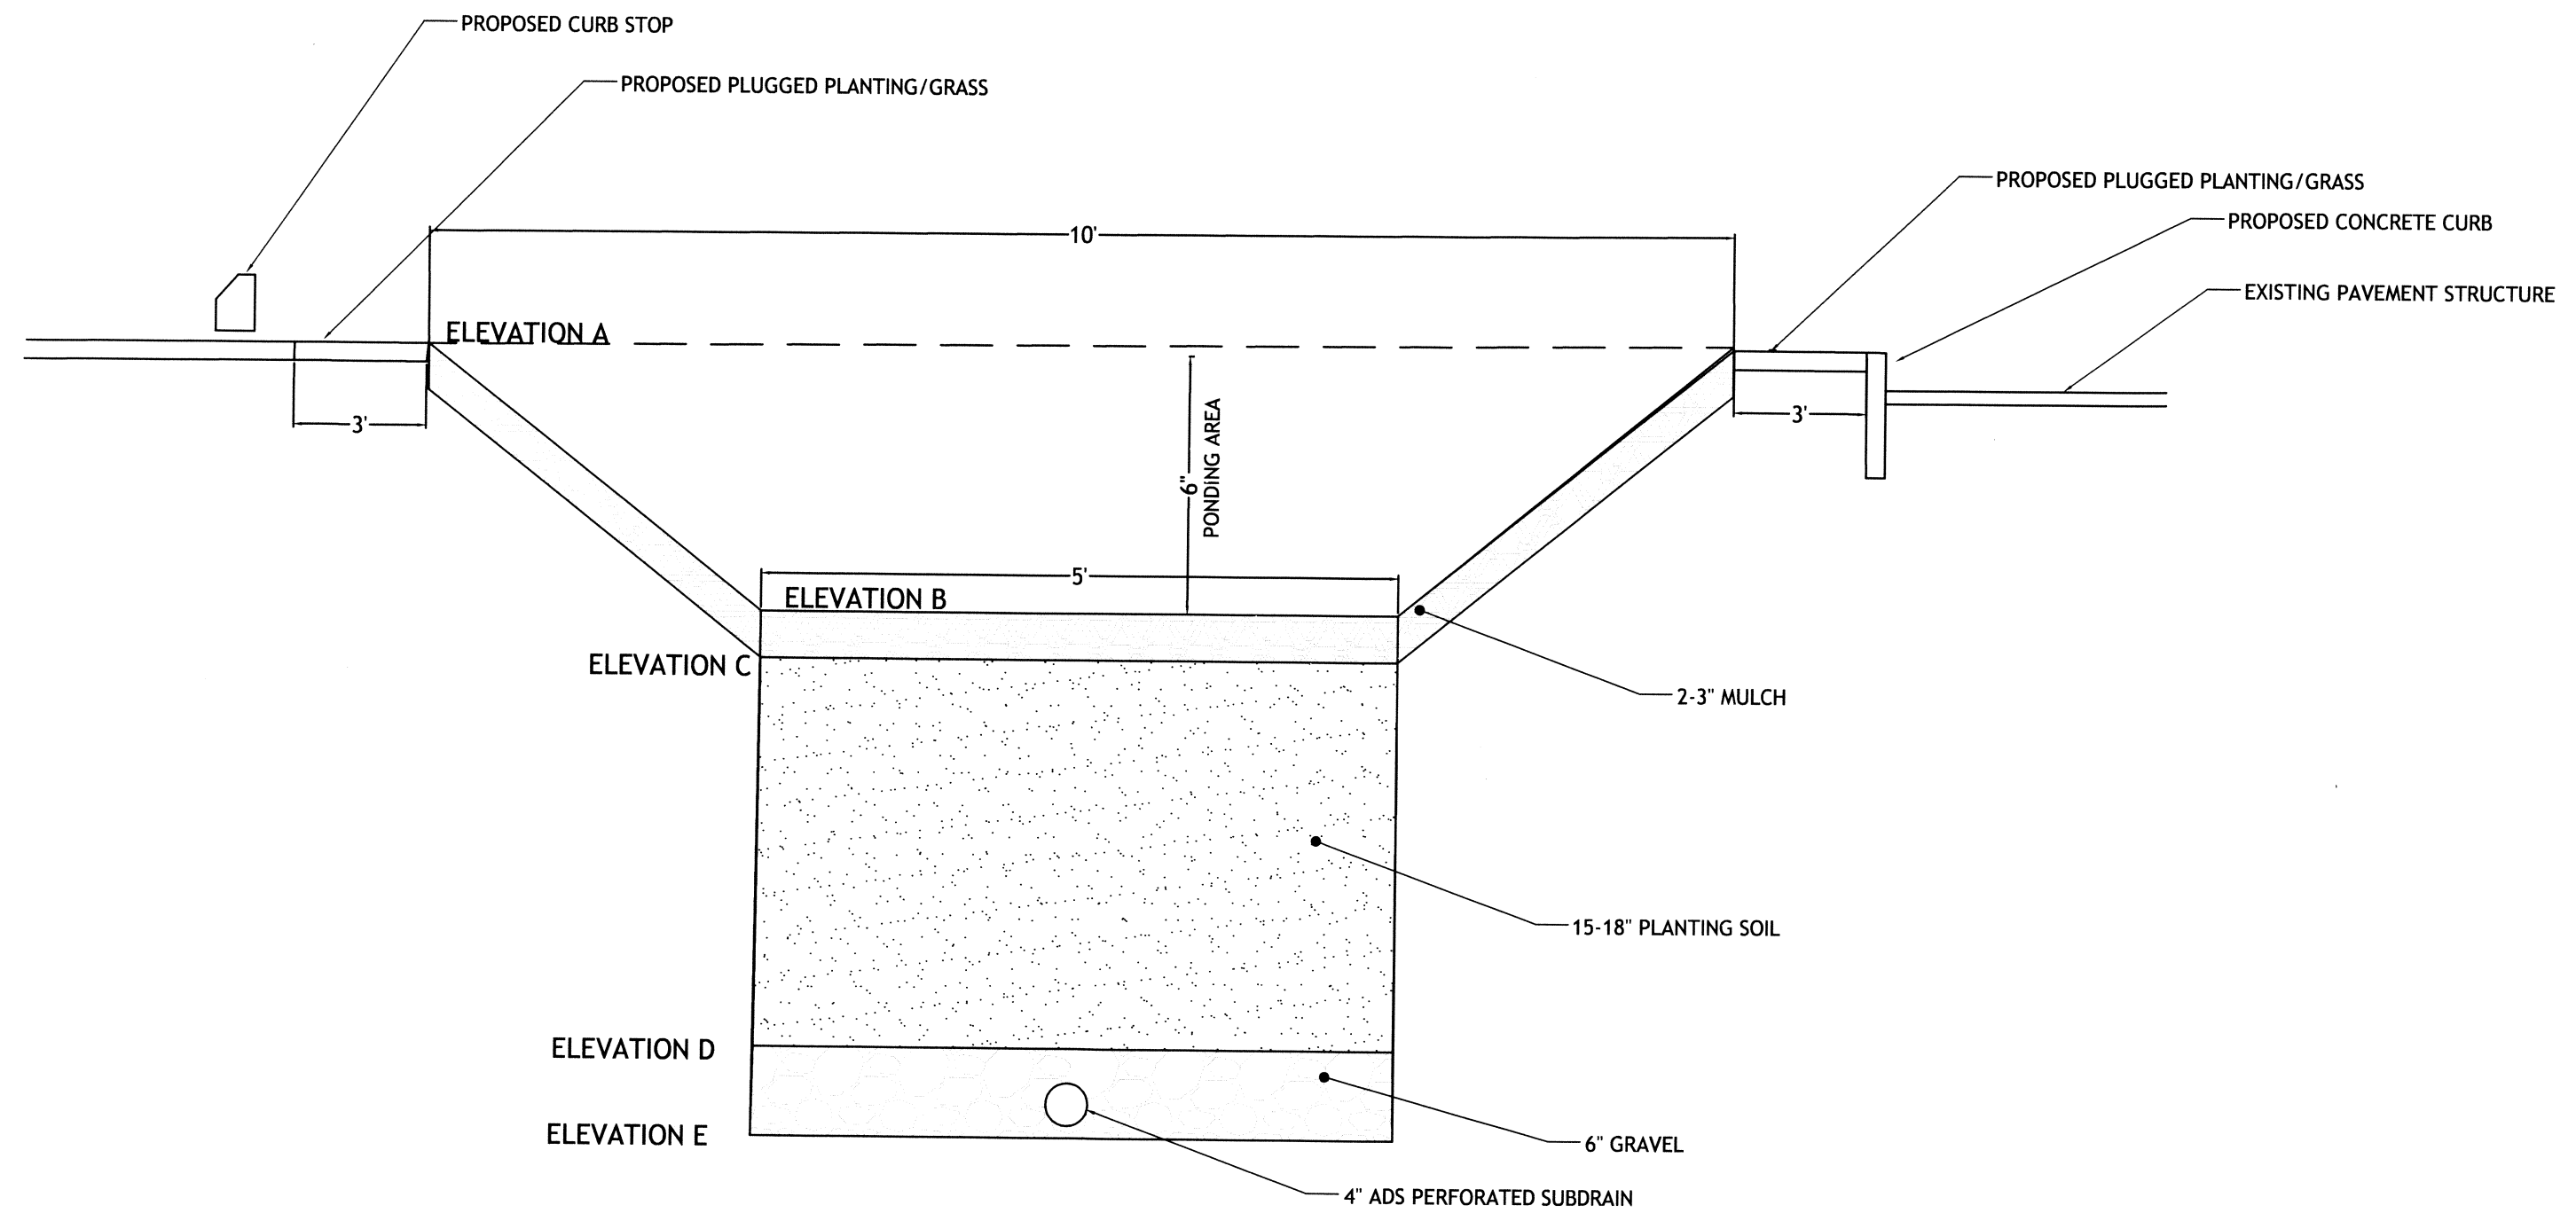 PROPOSED CURB STOP
PROPOSED PLUGGED PLANTING/GRASS
PROPOSED PLUGGED PLANTING/GRASS
PROPOSED CONCRETE CURB
10'
EXISTING PAVEMENT STRUCTURE
ELEVATION A
3'
3'
6"
PONDING AREA
5'
ELEVATION B
ELEVATION C
2-3" MULCH
15-18" PLANTING SOIL
ELEVATION D
ELEVATION E
6" GRAVEL
4" ADS PERFORATED SUBDRAIN